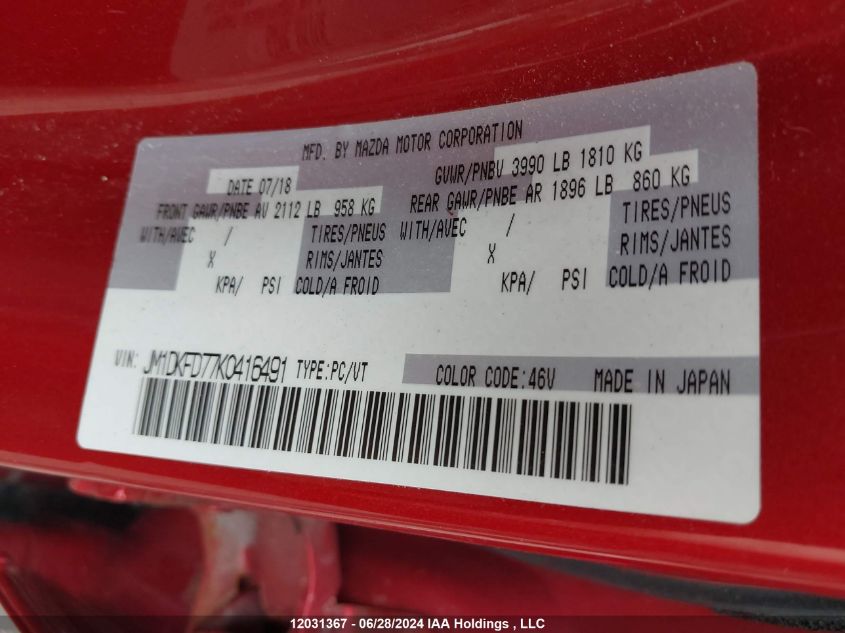 MFD. BY MAZDA MOTOR CORPORATION
DATE 07/18 GVWR/PNBV 3990 LB 1810 KG
FRONT GAWR/PNBE AV 2112 LB 958 KG REAR GAWR/PNBE AR 1896 LB 860 KG
WITH/AVEC / TIRES/PNEUS WITH/AVEC / TIRES/PNEUS
X RIMS/JANTES X RIMS/JANTES
KPA/ PSI COLD/A FROID KPA/ PSI COLD/A FROID
VIN: JM1DKFD77K0416491 TYPE:PC/VT COLOR CODE:46V MADE IN JAPAN
12031367 - 06/28/2024 IAA Holdings , LLC